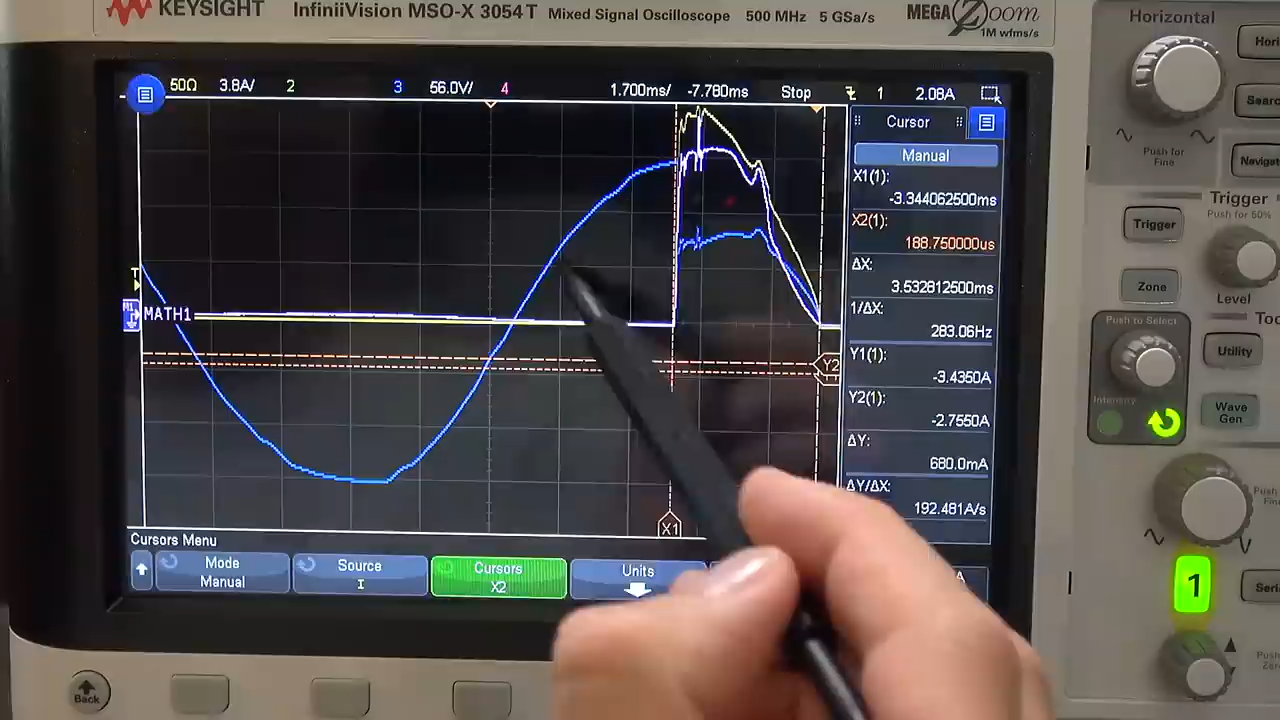 KEYSIGHT InfiniiVision MSO-X 3054T Mixed Signal Oscilloscope 500 MHz 5 GSa/s MEGA Zoom
1M wfms/s
50Ω 3.8A/ 2 3 56.0V/ 4 1.700ms/ -7.780ms Stop 1 2.08A
Cursor
Manual
X1(1):
-3.344062500ms
X2(1):
188.750000us
ΔX:
3.532812500ms
1/ΔX:
283.06Hz
Y1(1):
-3.4350A
Y2(1):
-2.7550A
ΔY:
680.0mA
ΔY/ΔX:
192.481A/s
T
MATH1
Y2
X1
Cursors Menu
Mode
Manual
Source
I
Cursors
X2
Units
Back
Horizontal
Push for
Fine
Trigger
Push for 50%
Trigger
Level
Zone
Push to Select
Intensity
Utility
Wave
Gen
1